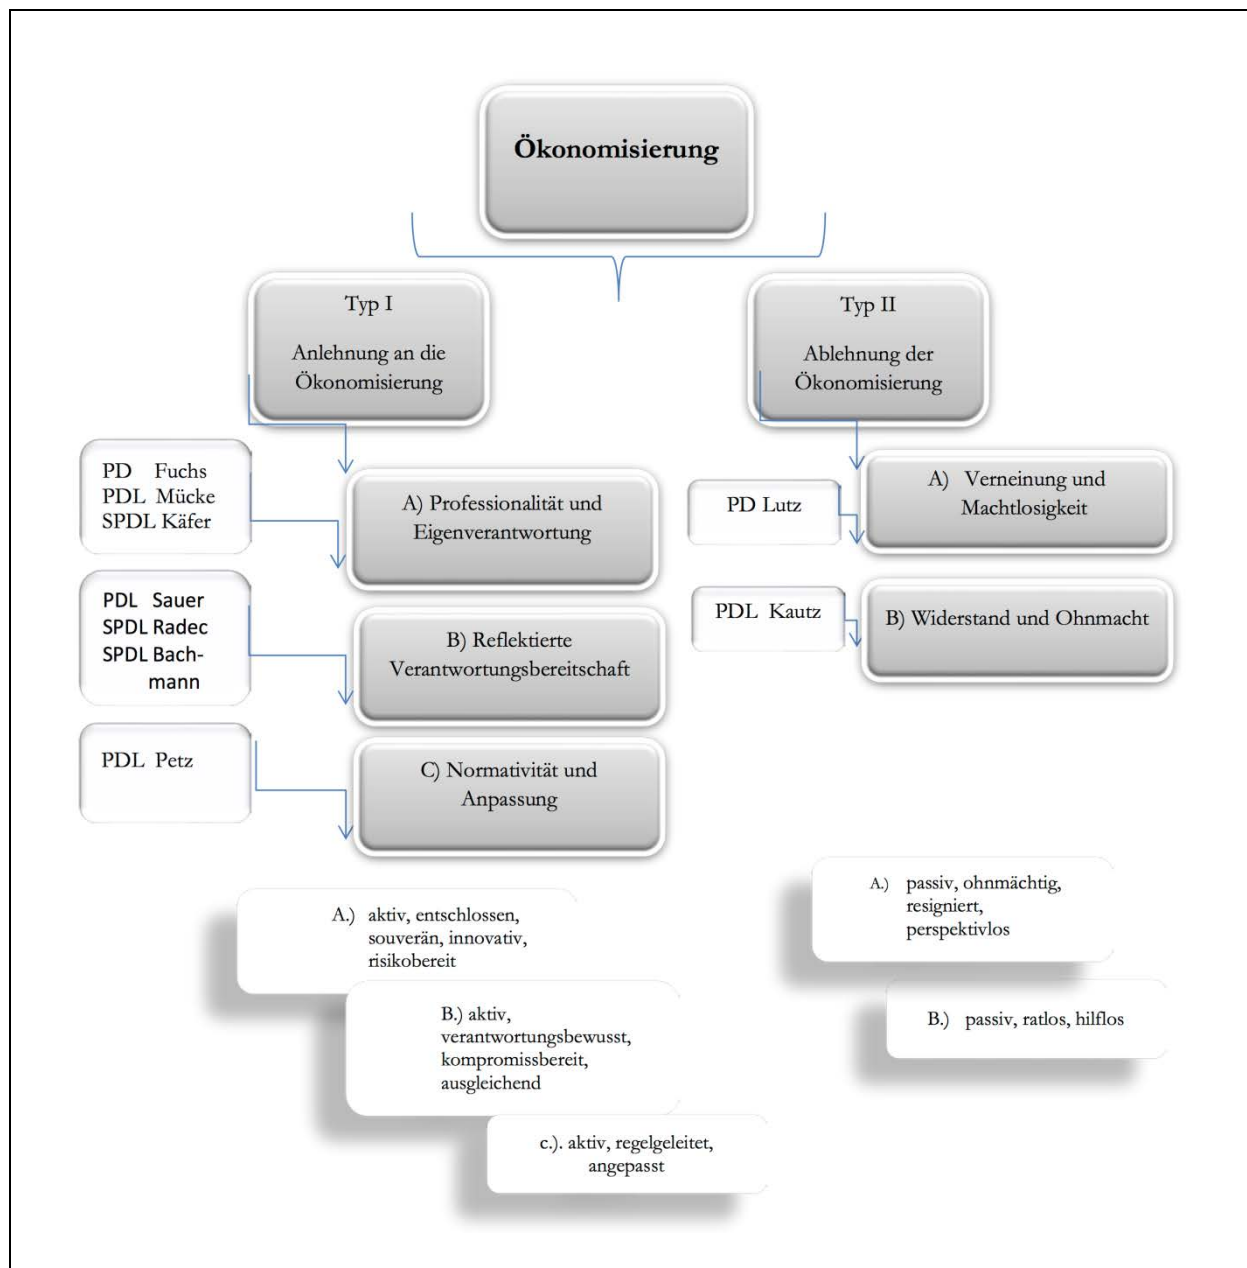 Ökonomisierung
Typ I
Anlehnung an die
Ökonomisierung
Typ II
Ablehnung der
Ökonomisierung
PD Fuchs
PDL Mücke
SPDL Käfer
A) Professionalität und
Eigenverantwortung
PDL Sauer
SPDL Radec
SPDL Bach-
mann
B) Reflektierte
Verantwortungsbereitschaft
PDL Petz
C) Normativität und
Anpassung
PD Lutz
A) Verneinung und
Machtlosigkeit
PDL Kautz
B) Widerstand und Ohnmacht
A.) aktiv, entschlossen,
souverän, innovativ,
risikobereit
B.) aktiv,
verantwortungsbewusst,
kompromissbereit,
ausgleichend
c.). aktiv, regelgeleitet,
angepasst
A.) passiv, ohnmächtig,
resigniert,
perspektivlos
B.) passiv, ratlos, hilflos